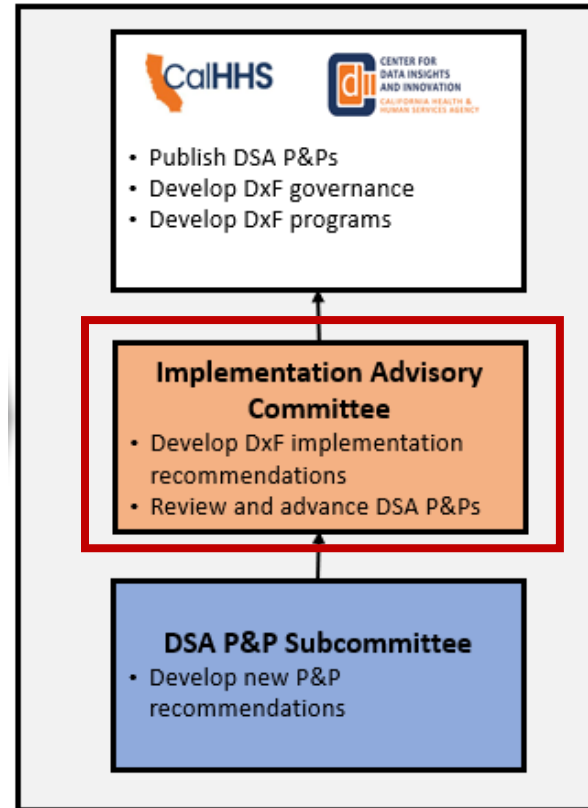 CalHHS
dii
CENTER FOR
DATA INSIGHTS
AND INNOVATION
CALIFORNIA HEALTH &
HUMAN SERVICES AGENCY
• Publish DSA P&Ps
• Develop DxF governance
• Develop DxF programs
Implementation Advisory
Committee
• Develop DxF implementation
recommendations
• Review and advance DSA P&Ps
DSA P&P Subcommittee
• Develop new P&P
recommendations